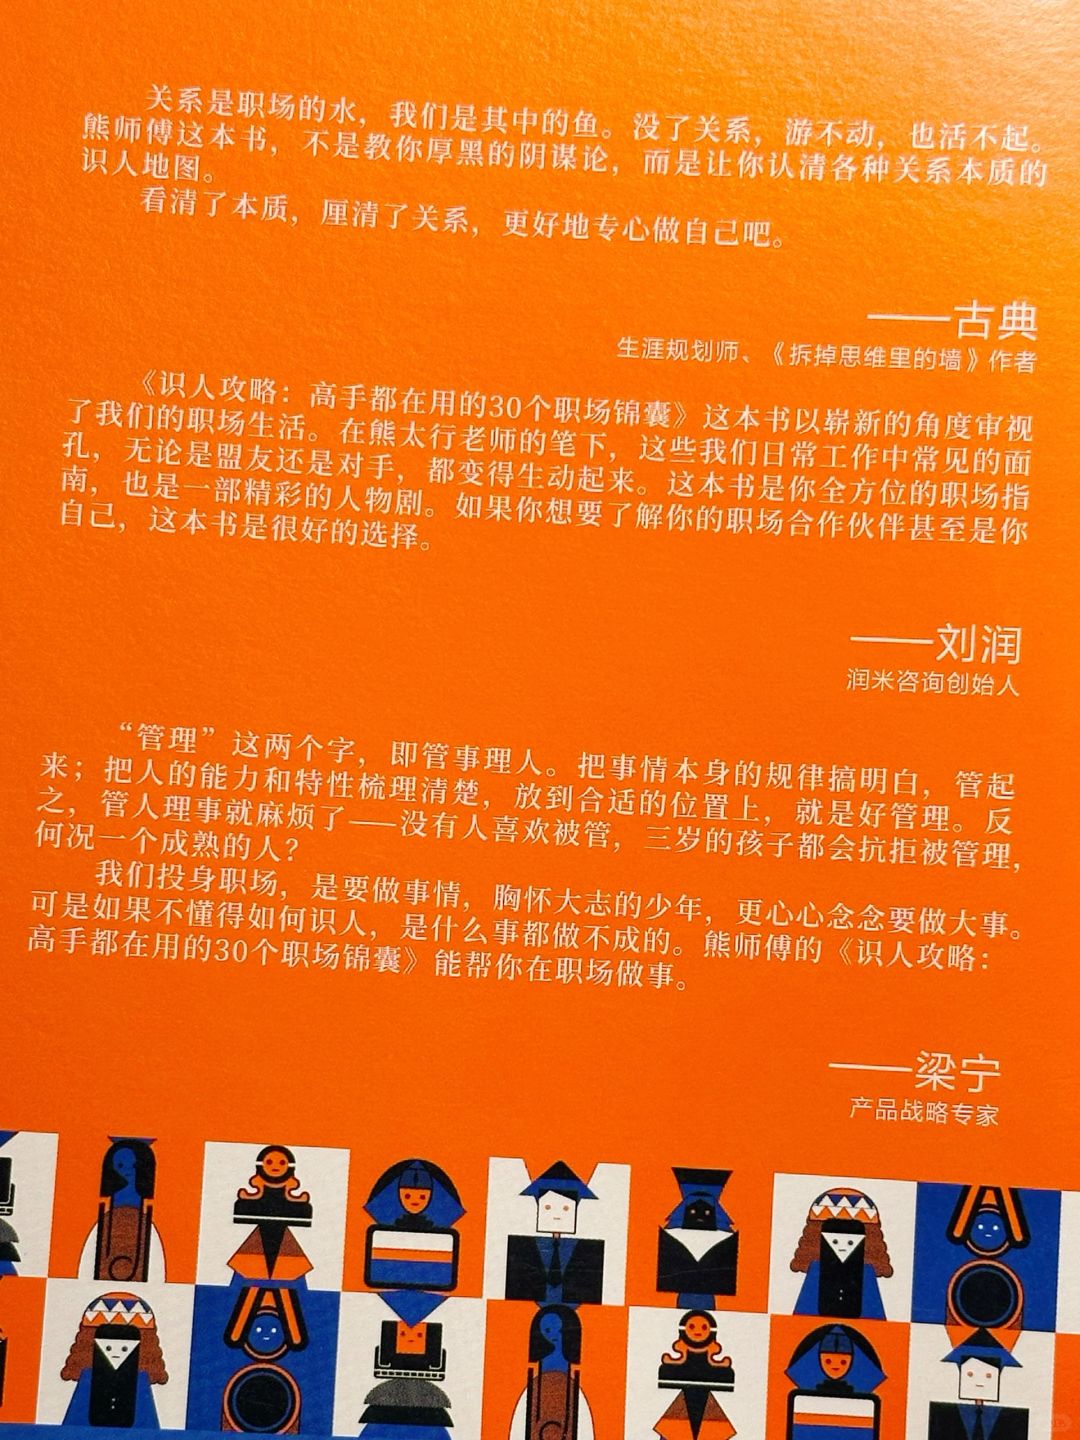 关系是职场的水，我们是其中的鱼。没了关系，游不动，也活不起。
熊师傅这本书，不是教你厚黑的阴谋论，而是让你认清各种关系本质的
识人地图。
看清了本质，厘清了关系，更好地专心做自己吧。
——古典
生涯规划师、《拆掉思维里的墙》作者
《识人攻略：高手都在用的30个职场锦囊》这本书以崭新的角度审视
了我们的职场生活。在熊太行老师的笔下，这些我们日常工作中常见的面
孔，无论是盟友还是对手，都变得生动起来。这本书是你全方位的职场指
南，也是一部精彩的人物剧。如果你想要了解你的职场合作伙伴甚至是你
自己，这本书是很好的选择。
——刘润
润米咨询创始人
“管理”这两个字，即管事理人。把事情本身的规律搞明白，管起
来；把人的能力和特性梳理清楚，放到合适的位置上，就是好管理。反
之，管人理事就麻烦了——没有人喜欢被管，三岁的孩子都会抗拒被管理，
何况一个成熟的人？
我们投身职场，是要做事情，胸怀大志的少年，更心心念念要做大事。
可是如果不懂得如何识人，是什么事都做不成的。熊师傅的《识人攻略：
高手都在用的30个职场锦囊》能帮你在职场做事。
——梁宁
产品战略专家